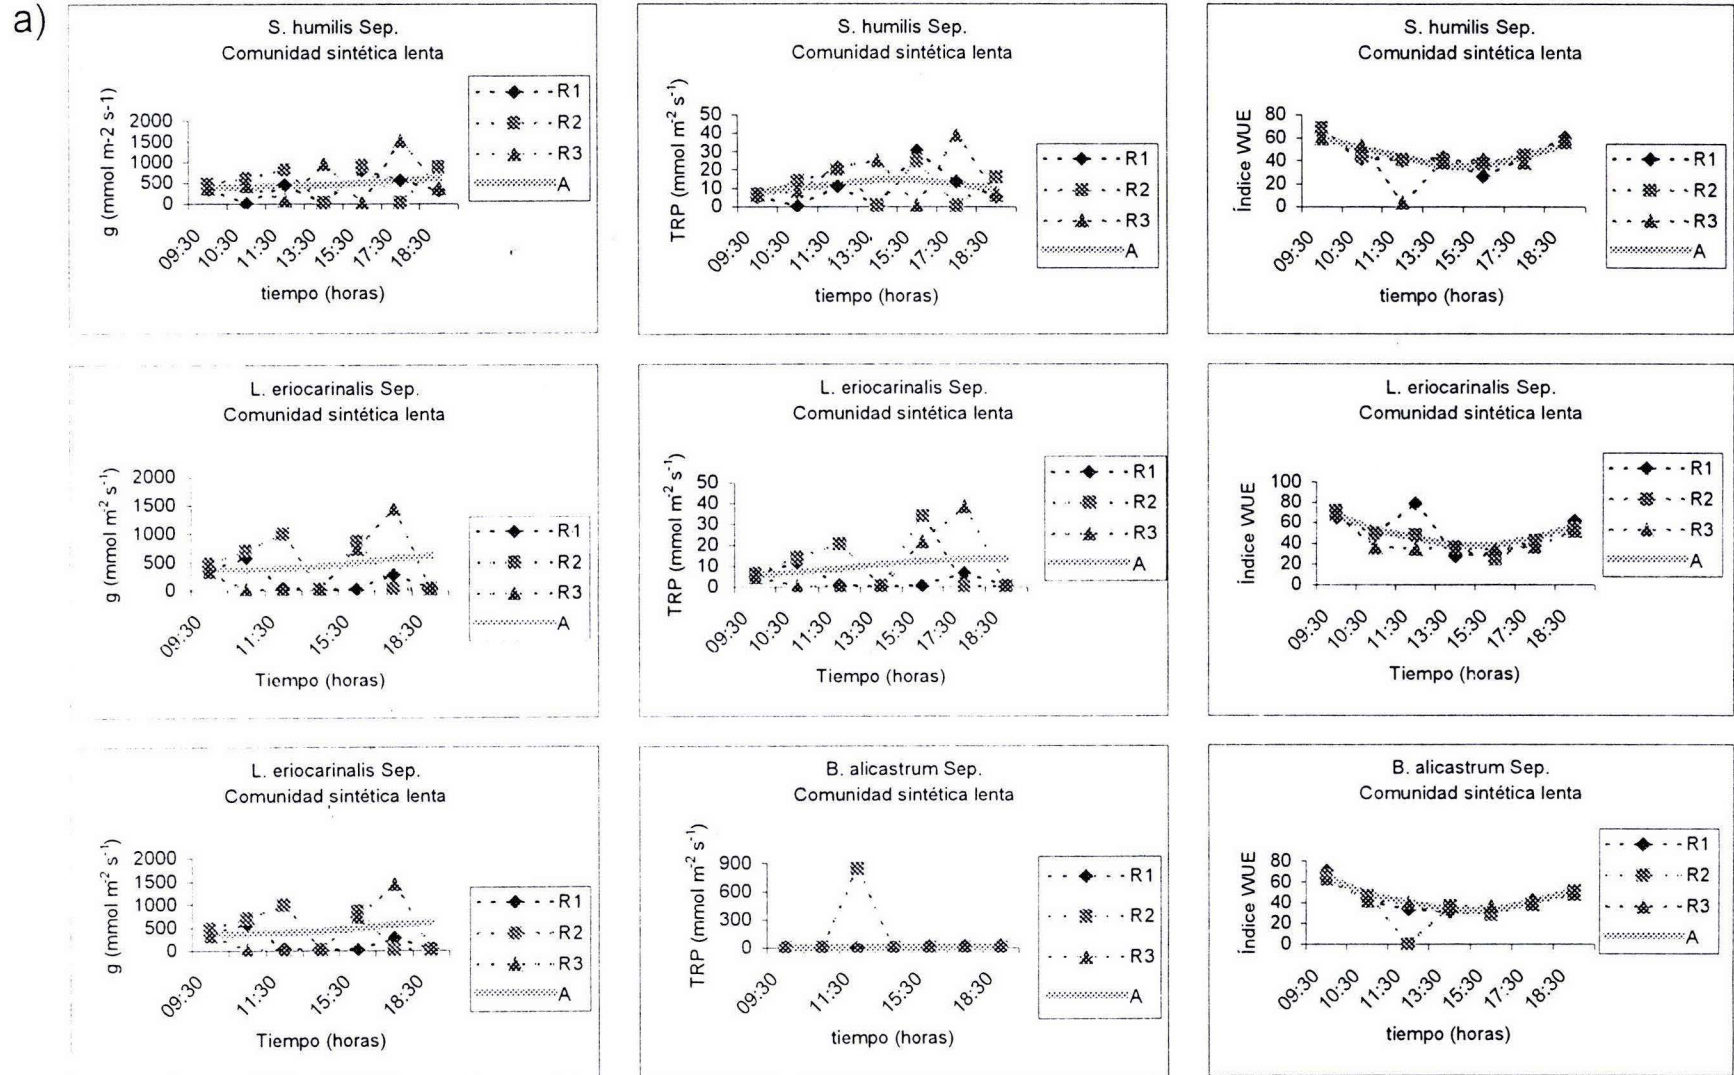 a)
S. humilis Sep.
Comunidad sintética lenta
g (mmol m-2 s-1)
2000
1500
1000
500
0
09:30
10:30
11:30
13:30
15:30
17:30
18:30
tiempo (horas)
R1
R2
R3
A
S. humilis Sep.
Comunidad sintética lenta
TRP (mmol m⁻² s⁻¹)
50
40
30
20
10
0
09:30
10:30
11:30
13:30
15:30
17:30
18:30
tiempo (horas)
R1
R2
R3
A
S. humilis Sep.
Comunidad sintética lenta
Índice WUE
80
60
40
20
0
09:30
10:30
11:30
13:30
15:30
17:30
18:30
tiempo (horas)
R1
R2
R3
A
L. eriocarinalis Sep.
Comunidad sintética lenta
g (mmol m⁻² s⁻¹)
2000
1500
1000
500
0
09:30
11:30
15:30
18:30
Tiempo (horas)
R1
R2
R3
A
L. eriocarinalis Sep.
Comunidad sintética lenta
TRP (mmol m⁻² s⁻¹)
50
40
30
20
10
0
09:30
10:30
11:30
13:30
15:30
17:30
18:30
Tiempo (horas)
R1
R2
R3
A
L. eriocarinalis Sep.
Comunidad sintética lenta
Índice WUE
100
80
60
40
20
0
09:30
10:30
11:30
13:30
15:30
17:30
18:30
Tiempo (horas)
R1
R2
R3
A
L. eriocarinalis Sep.
Comunidad sintética lenta
g (mmol m⁻² s⁻¹)
2000
1500
1000
500
0
09:30
11:30
15:30
18:30
Tiempo (horas)
R1
R2
R3
A
B. alicastrum Sep.
Comunidad sintética lenta
TRP (mmol m⁻² s⁻¹)
900
600
300
0
09:30
11:30
15:30
18:30
tiempo (horas)
R1
R2
R3
A
B. alicastrum Sep.
Comunidad sintética lenta
Índice WUE
80
60
40
20
0
09:30
10:30
11:30
13:30
15:30
17:30
18:30
tiempo (horas)
R1
R2
R3
A